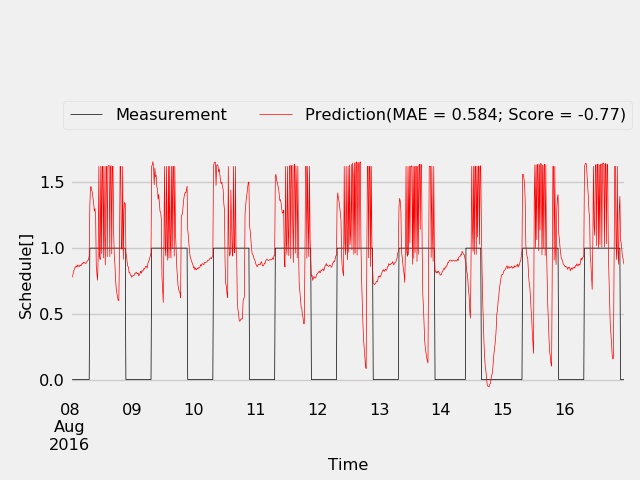 Measurement
Prediction(MAE = 0.584; Score = -0.77)
1.5
1.0
0.5
0.0
Schedule[]
08 09 10 11 12 13 14 15 16
Aug
2016
Time